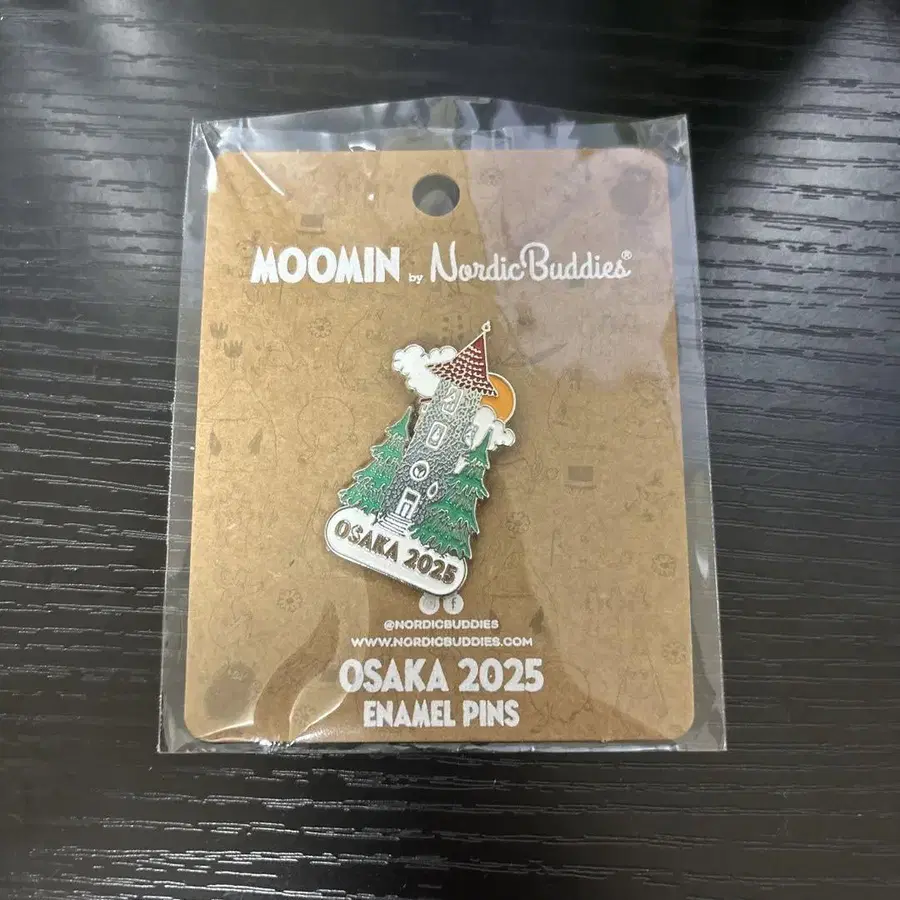 MOOMIN by NordicBuddies®
OSAKA 2025
@NORDICBUDDIES
WWW.NORDICBUDDIES.COM
OSAKA 2025
ENAMEL PINS